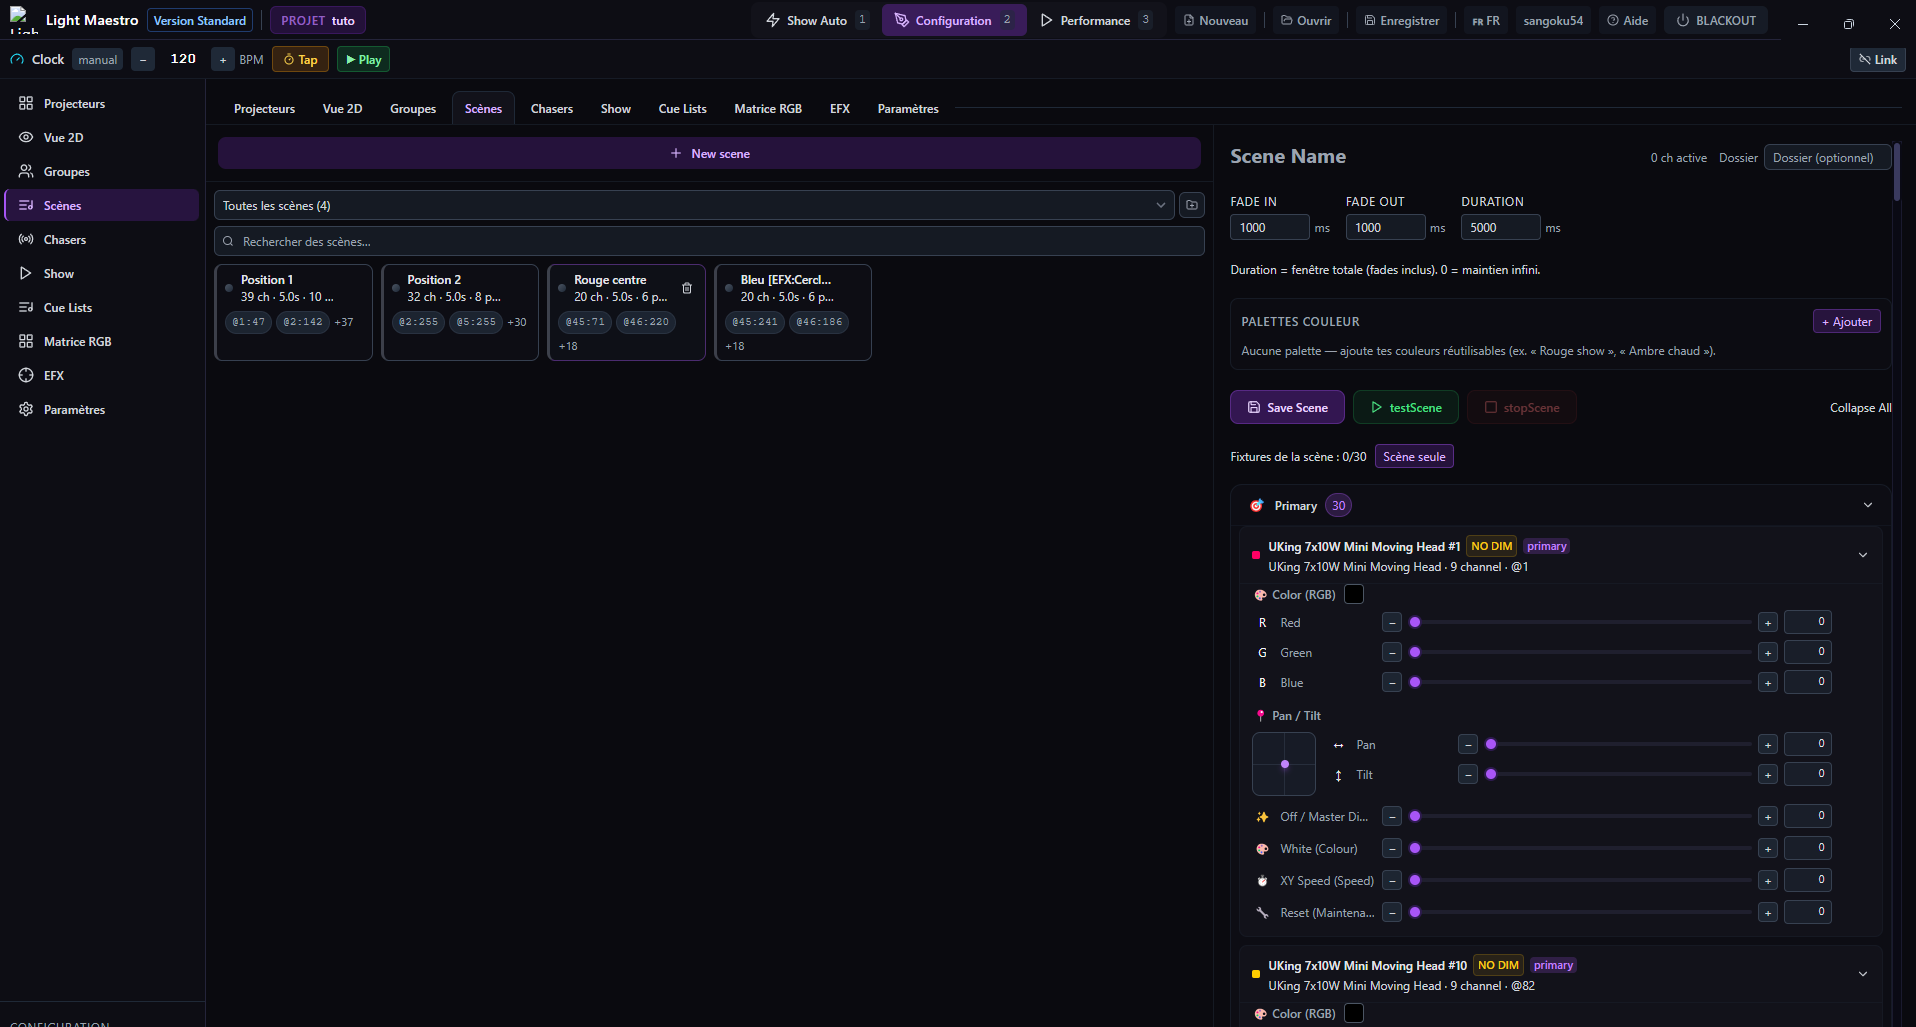 Light Maestro Version Standard PROJET tuto Show Auto 1 Configuration 2 Performance 3 Nouveau Ouvrir Enregistrer FR FR sangoku54 Aide BLACKOUT
Clock manual − 120 + BPM Tap Play Link
Projecteurs
Vue 2D
Groupes
Scènes
Chasers
Show
Cue Lists
Matrice RGB
EFX
Paramètres
CONFIGURATION
Projecteurs Vue 2D Groupes Scènes Chasers Show Cue Lists Matrice RGB EFX Paramètres
+ New scene
Toutes les scènes (4)
Rechercher des scènes...
Position 1
39 ch · 5.0s · 10 ...
@1:47 @2:142 +37
Position 2
32 ch · 5.0s · 8 p...
@2:255 @5:255 +30
Rouge centre
20 ch · 5.0s · 6 p...
@45:71 @46:220
+18
Bleu [EFX:Cercl...
20 ch · 5.0s · 6 p...
@45:241 @46:186
+18
Scene Name 0 ch active Dossier Dossier (optionnel)
FADE IN FADE OUT DURATION
1000 ms 1000 ms 5000 ms
Duration = fenêtre totale (fades inclus). 0 = maintien infini.
PALETTES COULEUR + Ajouter
Aucune palette — ajoute tes couleurs réutilisables (ex. « Rouge show », « Ambre chaud »).
Save Scene testScene stopScene Collapse All
Fixtures de la scène : 0/30 Scène seule
Primary 30
UKing 7x10W Mini Moving Head #1 NO DIM primary
UKing 7x10W Mini Moving Head · 9 channel · @1
Color (RGB)
R Red − + 0
G Green − + 0
B Blue − + 0
Pan / Tilt
Pan − + 0
Tilt − + 0
Off / Master Di... − + 0
White (Colour) − + 0
XY Speed (Speed) − + 0
Reset (Maintena... − + 0
UKing 7x10W Mini Moving Head #10 NO DIM primary
UKing 7x10W Mini Moving Head · 9 channel · @82
Color (RGB)